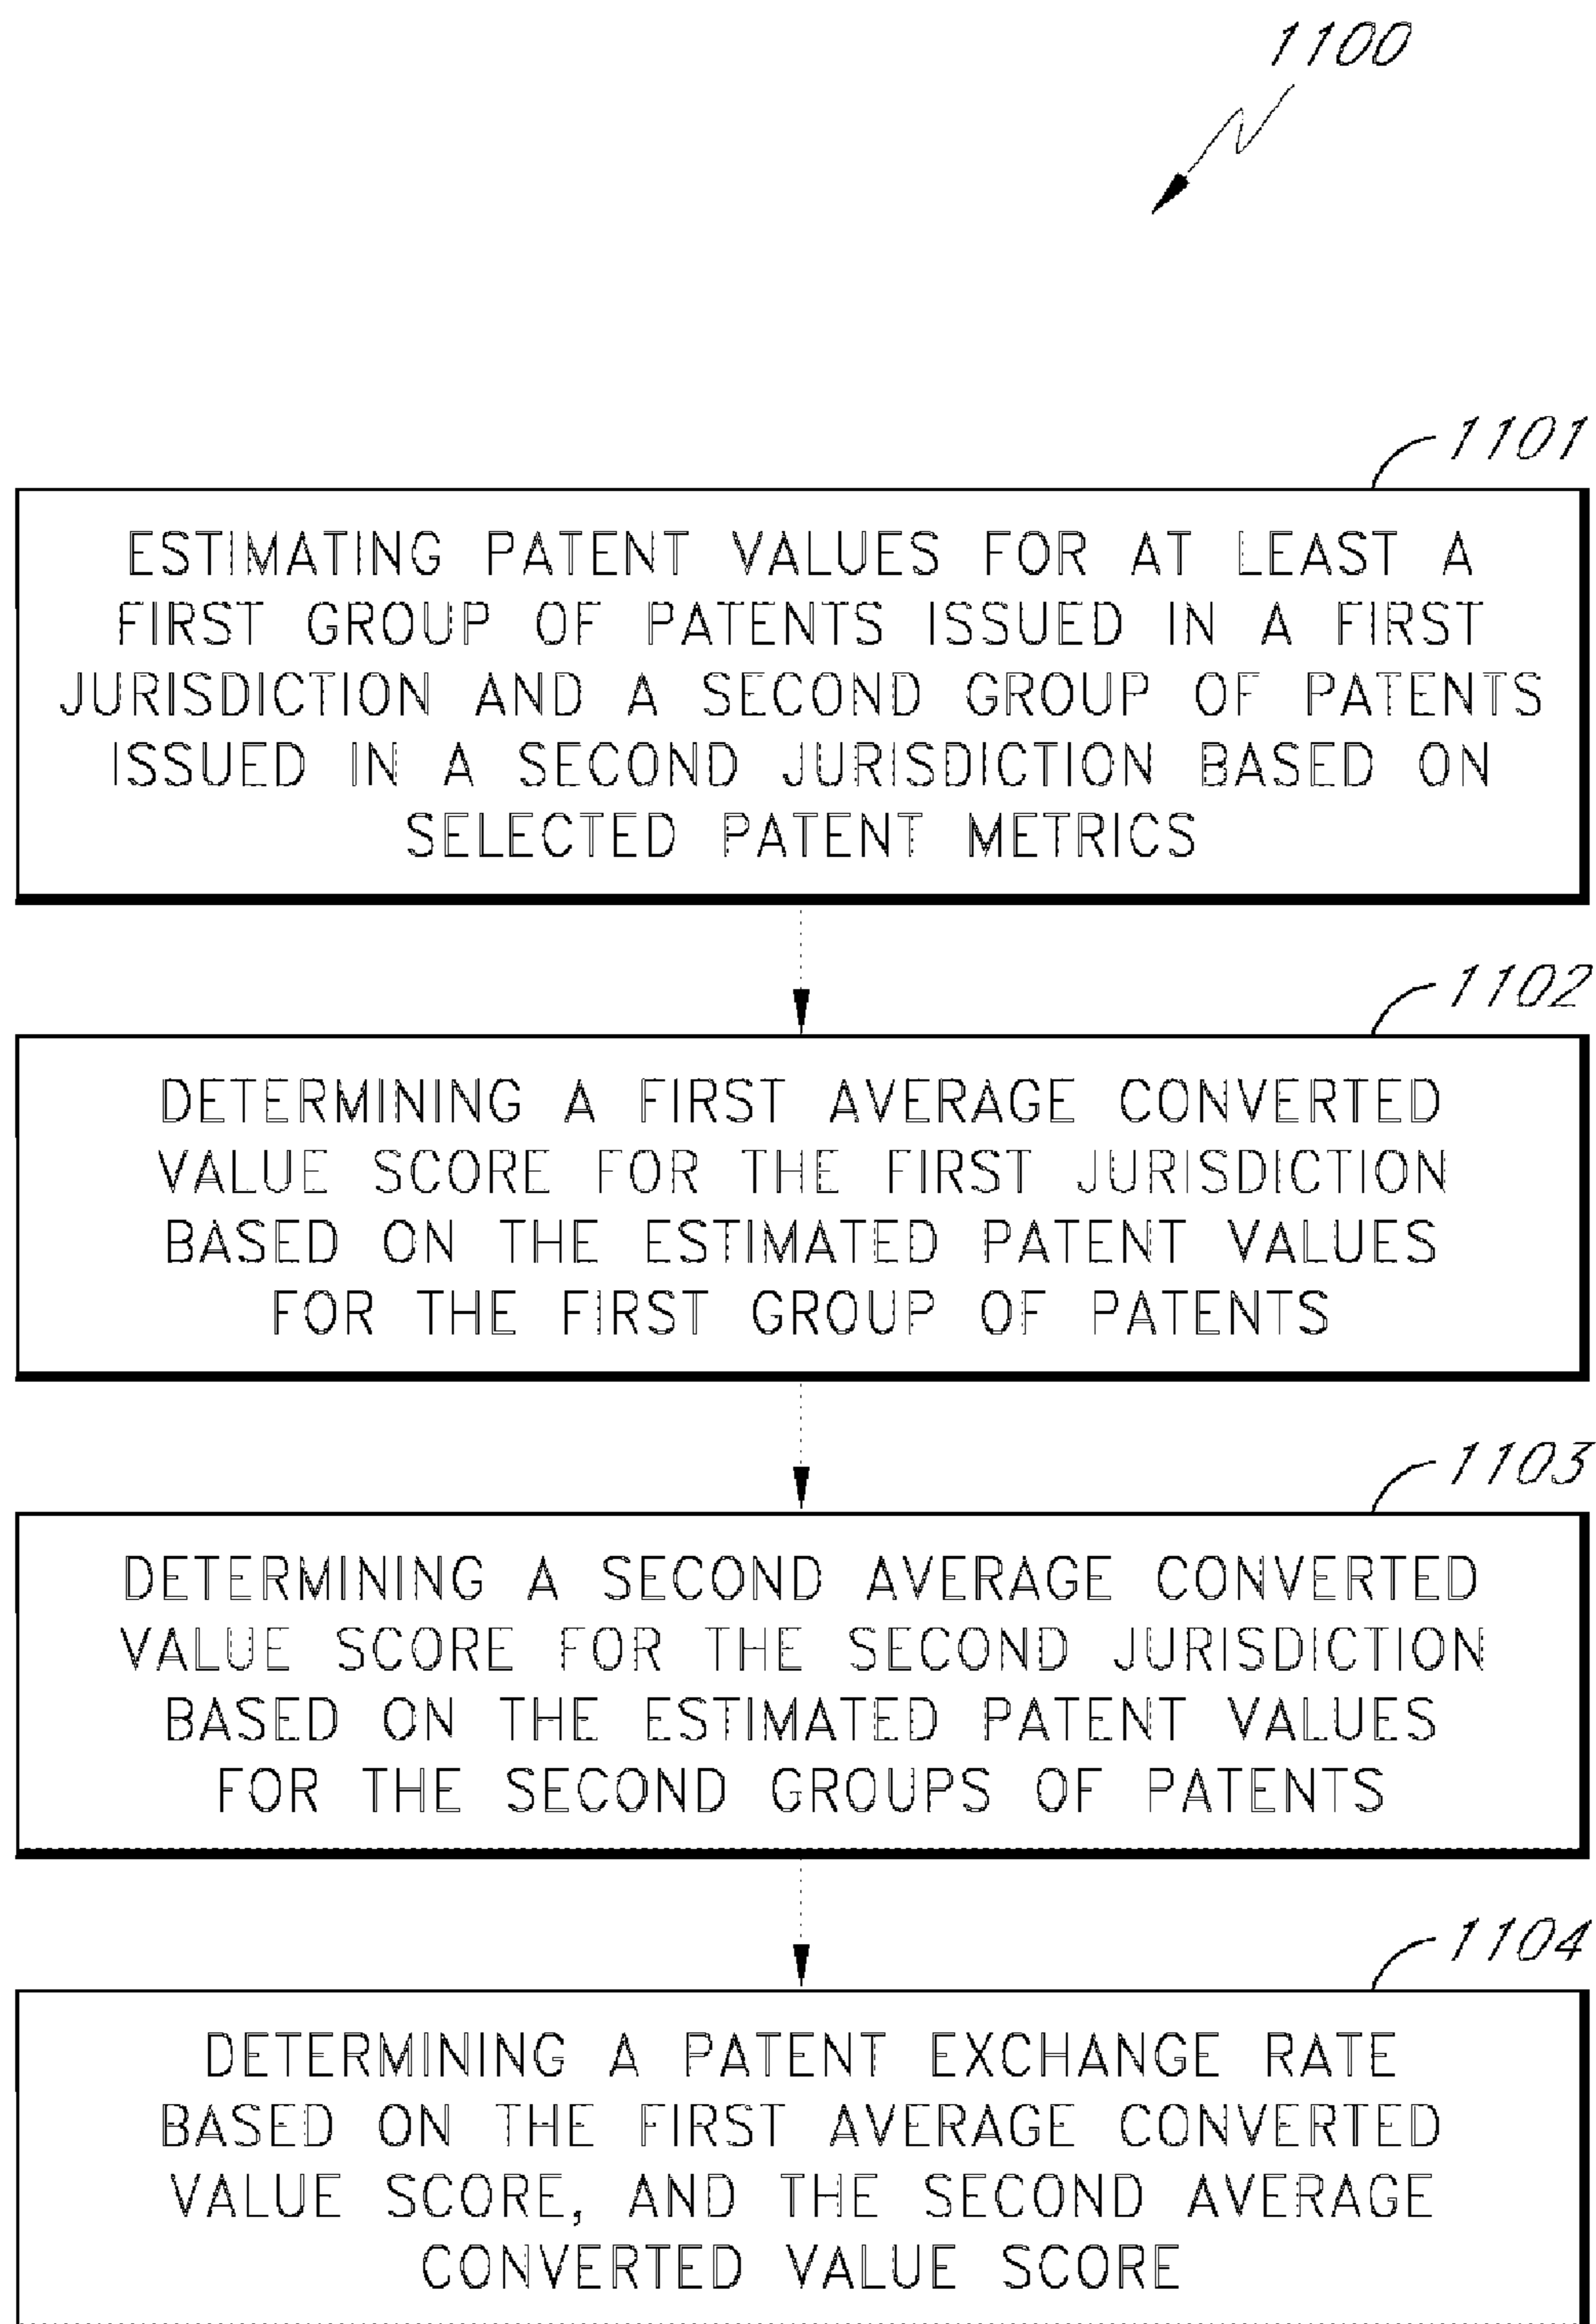 1100
1101
ESTIMATING PATENT VALUES FOR AT LEAST A
FIRST GROUP OF PATENTS ISSUED IN A FIRST
JURISDICTION AND A SECOND GROUP OF PATENTS
ISSUED IN A SECOND JURISDICTION BASED ON
SELECTED PATENT METRICS
1102
DETERMINING A FIRST AVERAGE CONVERTED
VALUE SCORE FOR THE FIRST JURISDICTION
BASED ON THE ESTIMATED PATENT VALUES
FOR THE FIRST GROUP OF PATENTS
1103
DETERMINING A SECOND AVERAGE CONVERTED
VALUE SCORE FOR THE SECOND JURISDICTION
BASED ON THE ESTIMATED PATENT VALUES
FOR THE SECOND GROUPS OF PATENTS
1104
DETERMINING A PATENT EXCHANGE RATE
BASED ON THE FIRST AVERAGE CONVERTED
VALUE SCORE, AND THE SECOND AVERAGE
CONVERTED VALUE SCORE